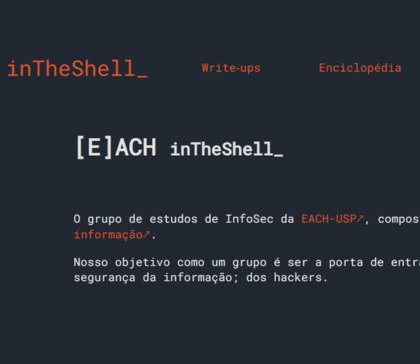 inTheShell_
Write-ups
Enciclopédia
[E]ACH inTheShell_
O grupo de estudos de InfoSec da EACH-USP↗, compos
informação↗.
Nosso objetivo como um grupo é ser a porta de entra
segurança da informação; dos hackers.